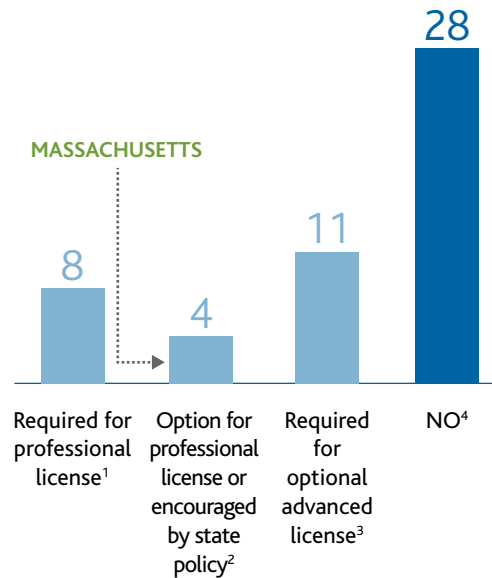 28
MASSACHUSETTS
11
8
4
Required for
professional
license¹
Option for
professional
license or
encouraged
by state
policy²
Required
for
optional
advanced
license³
NO⁴